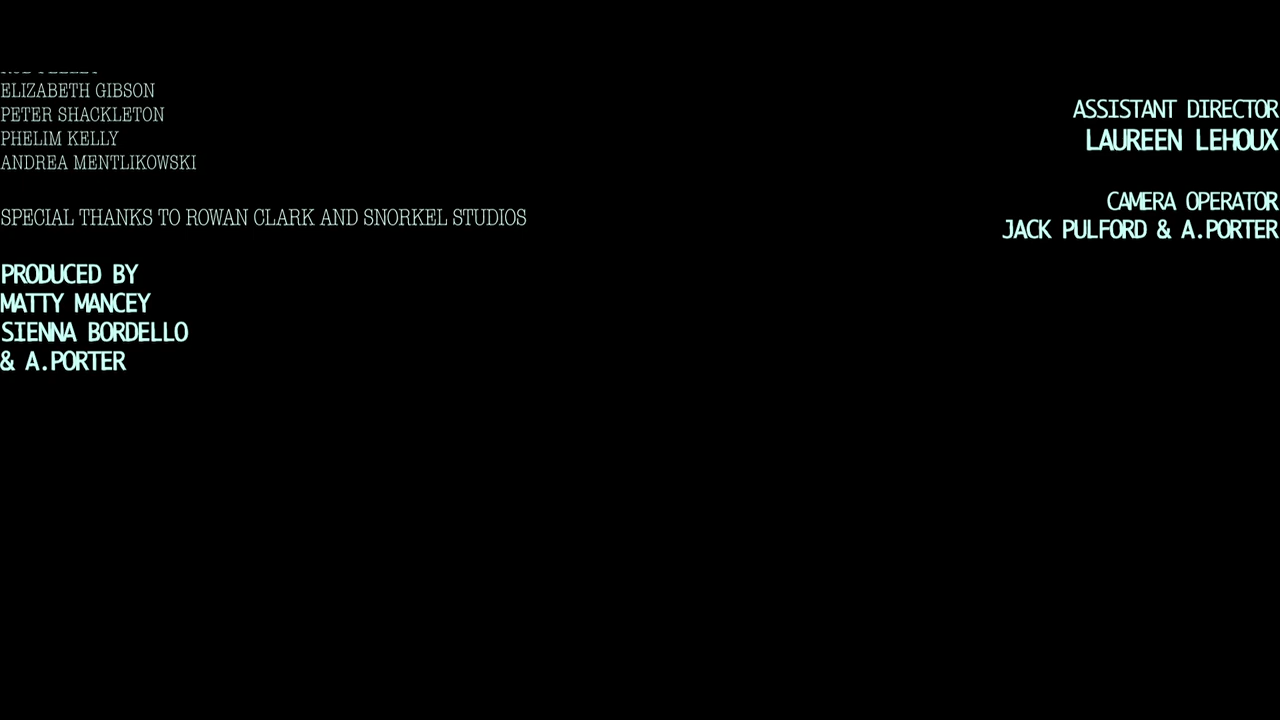 ELIZABETH GIBSON
PETER SHACKLETON
PHELIM KELLY
ANDREA MENTLIKOWSKI
SPECIAL THANKS TO ROWAN CLARK AND SNORKEL STUDIOS
PRODUCED BY
MATTY MANCEY
SIENNA BORDELLO
& A.PORTER
ASSISTANT DIRECTOR
LAUREEN LEHOUX
CAMERA OPERATOR
JACK PULFORD & A.PORTER